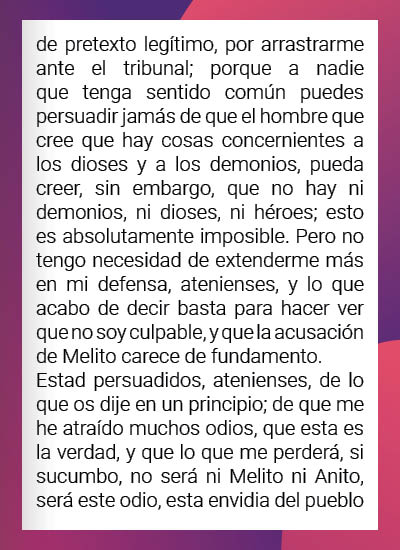 de pretexto legítimo, por arrastrarme
ante el tribunal; porque a nadie
que tenga sentido común puedes
persuadir jamás de que el hombre que
cree que hay cosas concernientes a
los dioses y a los demonios, pueda
creer, sin embargo, que no hay ni
demonios, ni dioses, ni héroes; esto
es absolutamente imposible. Pero no
tengo necesidad de extenderme más
en mi defensa, atenienses, y lo que
acabo de decir basta para hacer ver
que no soy culpable, y que la acusación
de Melito carece de fundamento.
Estad persuadidos, atenienses, de lo
que os dije en un principio; de que me
he atraído muchos odios, que esta es
la verdad, y que lo que me perderá, si
sucumbo, no será ni Melito ni Anito,
será este odio, esta envidia del pueblo